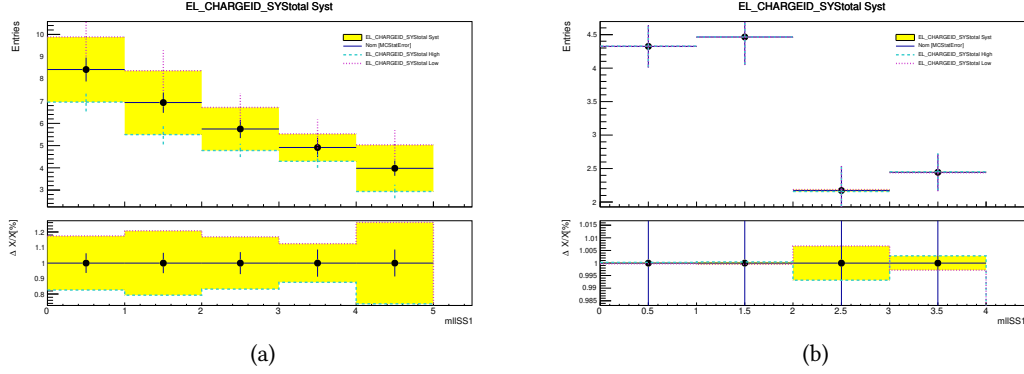 EL_CHARGEID_SYStotal Syst
Entries
EL_CHARGEID_SYStotal Syst
Nom [MCStatError]
EL_CHARGEID_SYStotal High
EL_CHARGEID_SYStotal Low
10
9
8
7
6
5
4
3
Δ X/X[%]
1.2
1
0.8
0 1 2 3 4 5
mllSS1
(a)
EL_CHARGEID_SYStotal Syst
Entries
EL_CHARGEID_SYStotal Syst
Nom [MCStatError]
EL_CHARGEID_SYStotal High
EL_CHARGEID_SYStotal Low
4.5
4
3.5
3
2.5
2
Δ X/X[%]
1.015
1.01
1.005
1
0.995
0.99
0.985
0 0.5 1 1.5 2 2.5 3 3.5 4
mllSS1
(b)